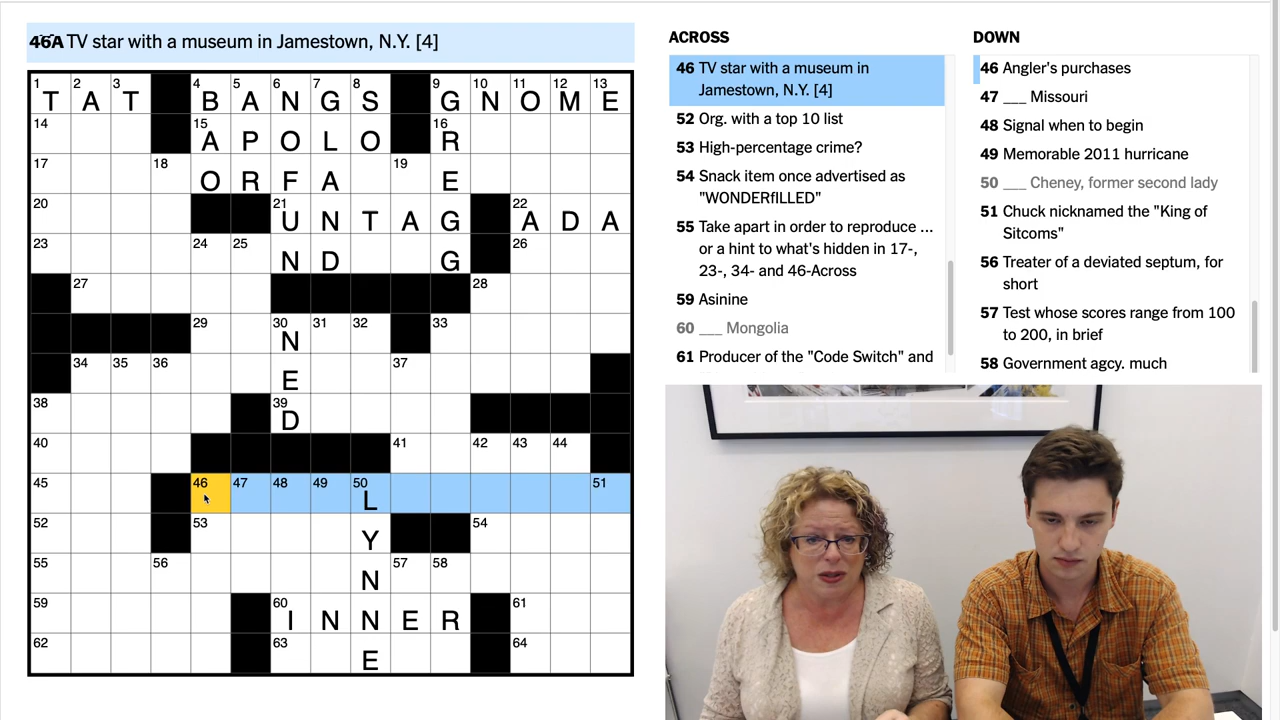 46A TV star with a museum in Jamestown, N.Y. [4]
1 2 3 4 5 6 7 8 9 10 11 12 13
T A T B A N G S G N O M E
14 15 16
A P O L O R
17 18 19
O R F A E
20 21 22
U N T A G A D A
23 24 25 26
N D G
27 28
29 30 31 32 33
N
34 35 36 37
E
38 39
D
40 41 42 43 44
45 46 47 48 49 50 51
L
52 53 54
Y
55 56 57 58
N
59 60 61
I N N E R
62 63 64
E
ACROSS
46 TV star with a museum in
Jamestown, N.Y. [4]
52 Org. with a top 10 list
53 High-percentage crime?
54 Snack item once advertised as
"WONDERfILLED"
55 Take apart in order to reproduce ...
or a hint to what's hidden in 17-,
23-, 34- and 46-Across
59 Asinine
60 ___ Mongolia
61 Producer of the "Code Switch" and
DOWN
46 Angler's purchases
47 ___ Missouri
48 Signal when to begin
49 Memorable 2011 hurricane
50 ___ Cheney, former second lady
51 Chuck nicknamed the "King of
Sitcoms"
56 Treater of a deviated septum, for
short
57 Test whose scores range from 100
to 200, in brief
58 Government agcy. much